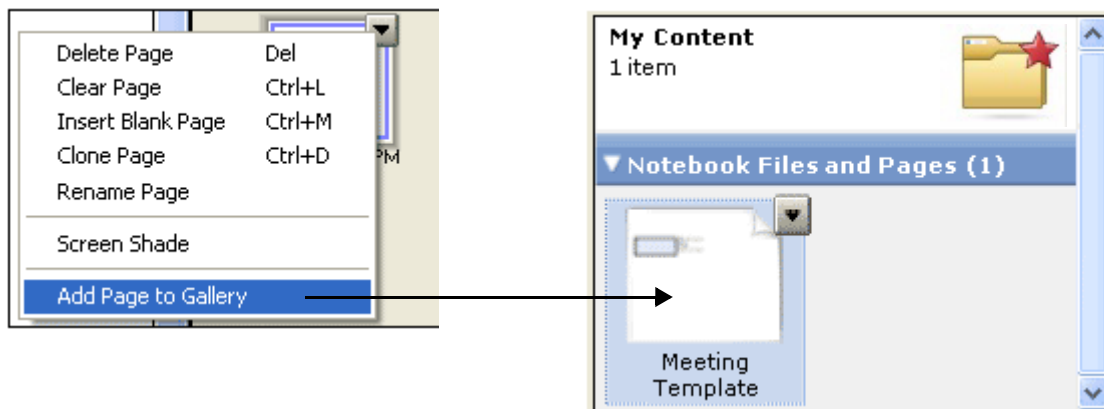 Delete Page Del
Clear Page Ctrl+L
Insert Blank Page Ctrl+M
Clone Page Ctrl+D
PM
Rename Page
Screen Shade
Add Page to Gallery
My Content
1 item
Notebook Files and Pages (1)
Meeting
Template